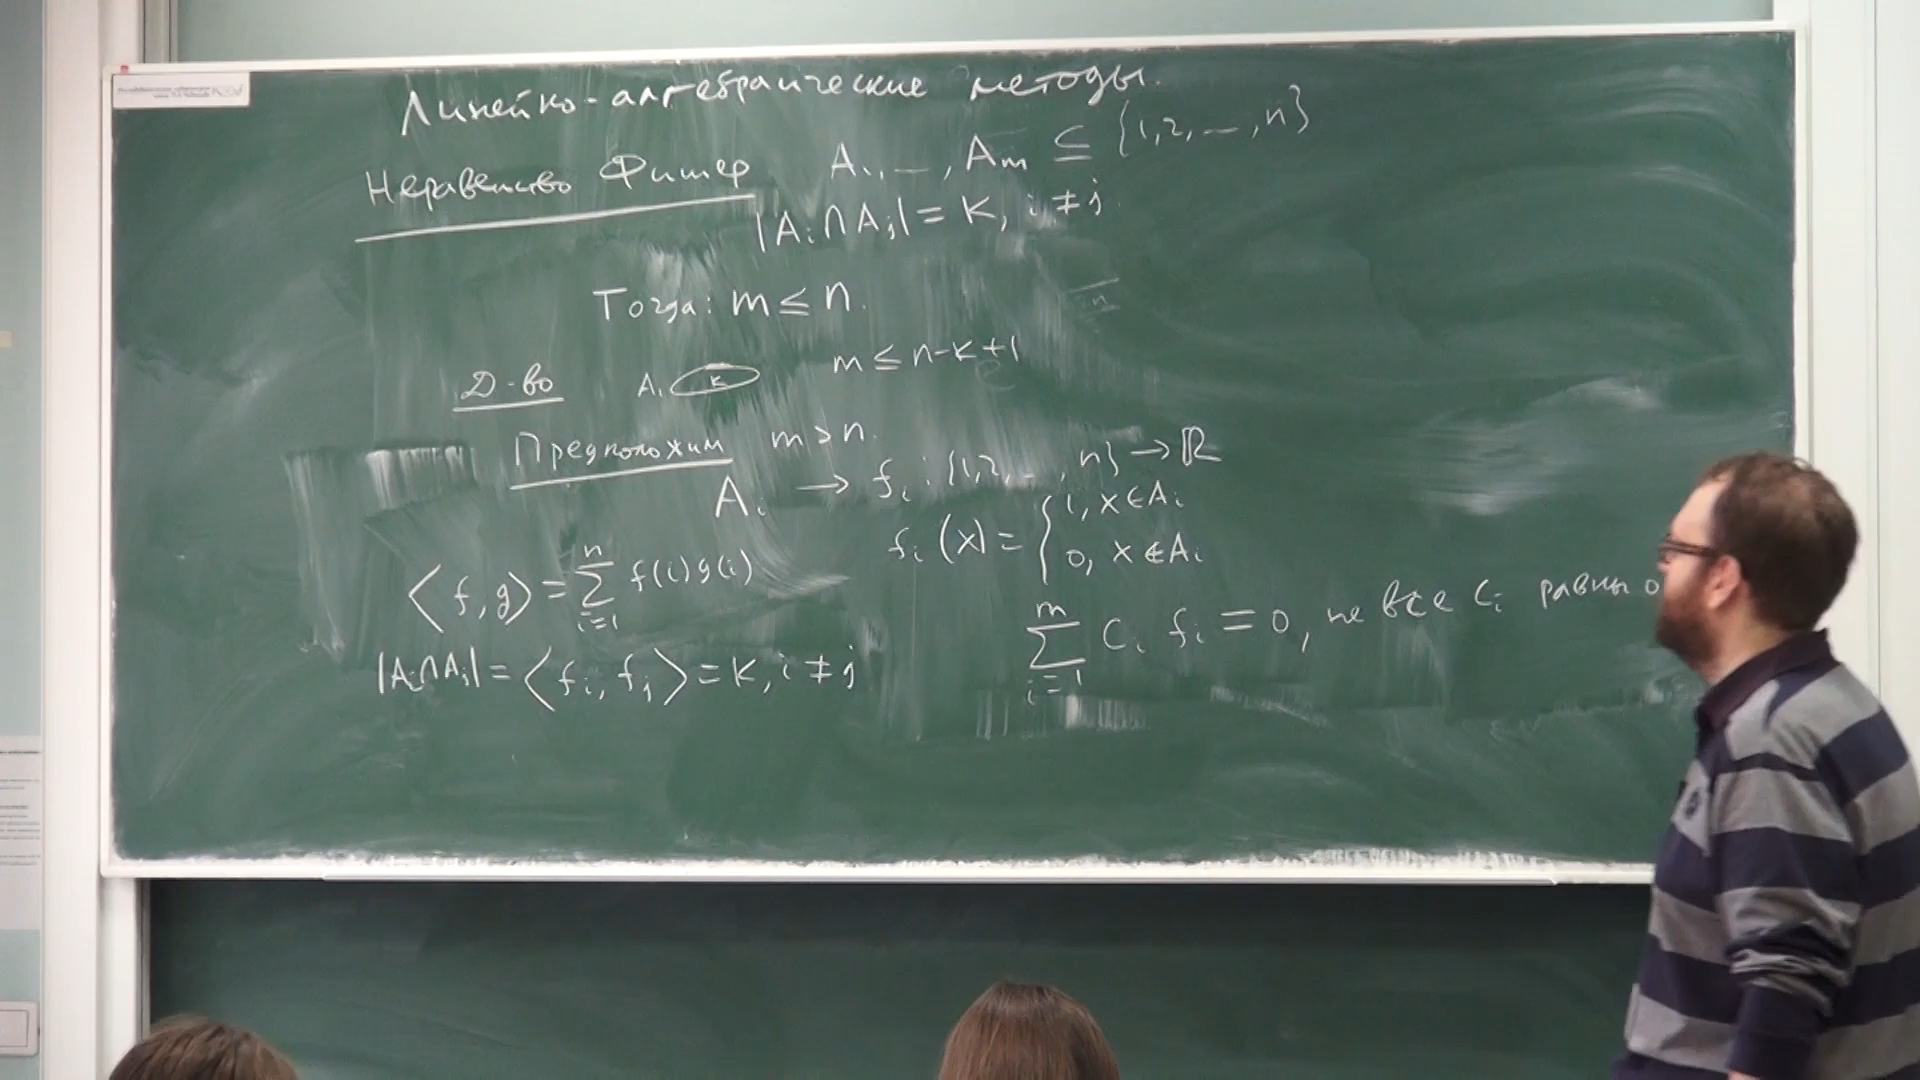 Линейно-алгебраические методы.
Неравенство Фишер A₁, ..., Aₘ ⊆ {1,2, ..., n}
|Aᵢ ∩ Aⱼ| = k, i ≠ j
Тогда: m ≤ n.
Д-во A₁ k m ≤ n-k+1
Предположим m > n.
Aᵢ → fᵢ : {1,2, ..., n} → ℝ
fᵢ(x) = { 1, x ∈ Aᵢ
0, x ∉ Aᵢ
⟨f, g⟩ = ∑ᵢ₌₁ⁿ f(i)g(i)
∑ᵢ₌₁ᵐ Cᵢ fᵢ = 0, не все Cᵢ равны 0
|Aᵢ ∩ Aⱼ| = ⟨fᵢ, fⱼ⟩ = k, i ≠ j